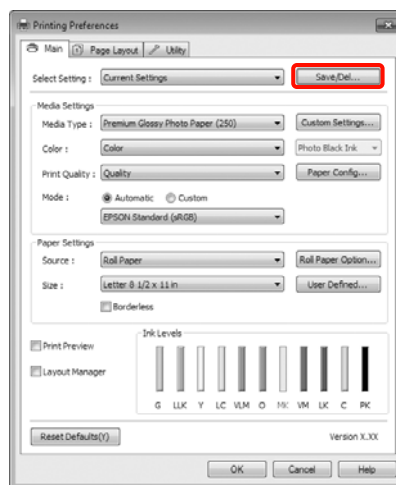 Printing Preferences
Main Page Layout Utility
Select Setting : Current Settings Save/Del...
Media Settings
Media Type : Premium Glossy Photo Paper (250) Custom Settings...
Color : Color Photo Black Ink
Print Quality : Quality Paper Config...
Mode : Automatic Custom
EPSON Standard (sRGB)
Paper Settings
Source : Roll Paper Roll Paper Option...
Size : Letter 8 1/2 x 11 in User Defined...
Borderless
Ink Levels
Print Preview
Layout Manager
G LLK Y LC VLM O MK VM LK C PK
Reset Defaults(Y) Version X.XX
OK Cancel Help